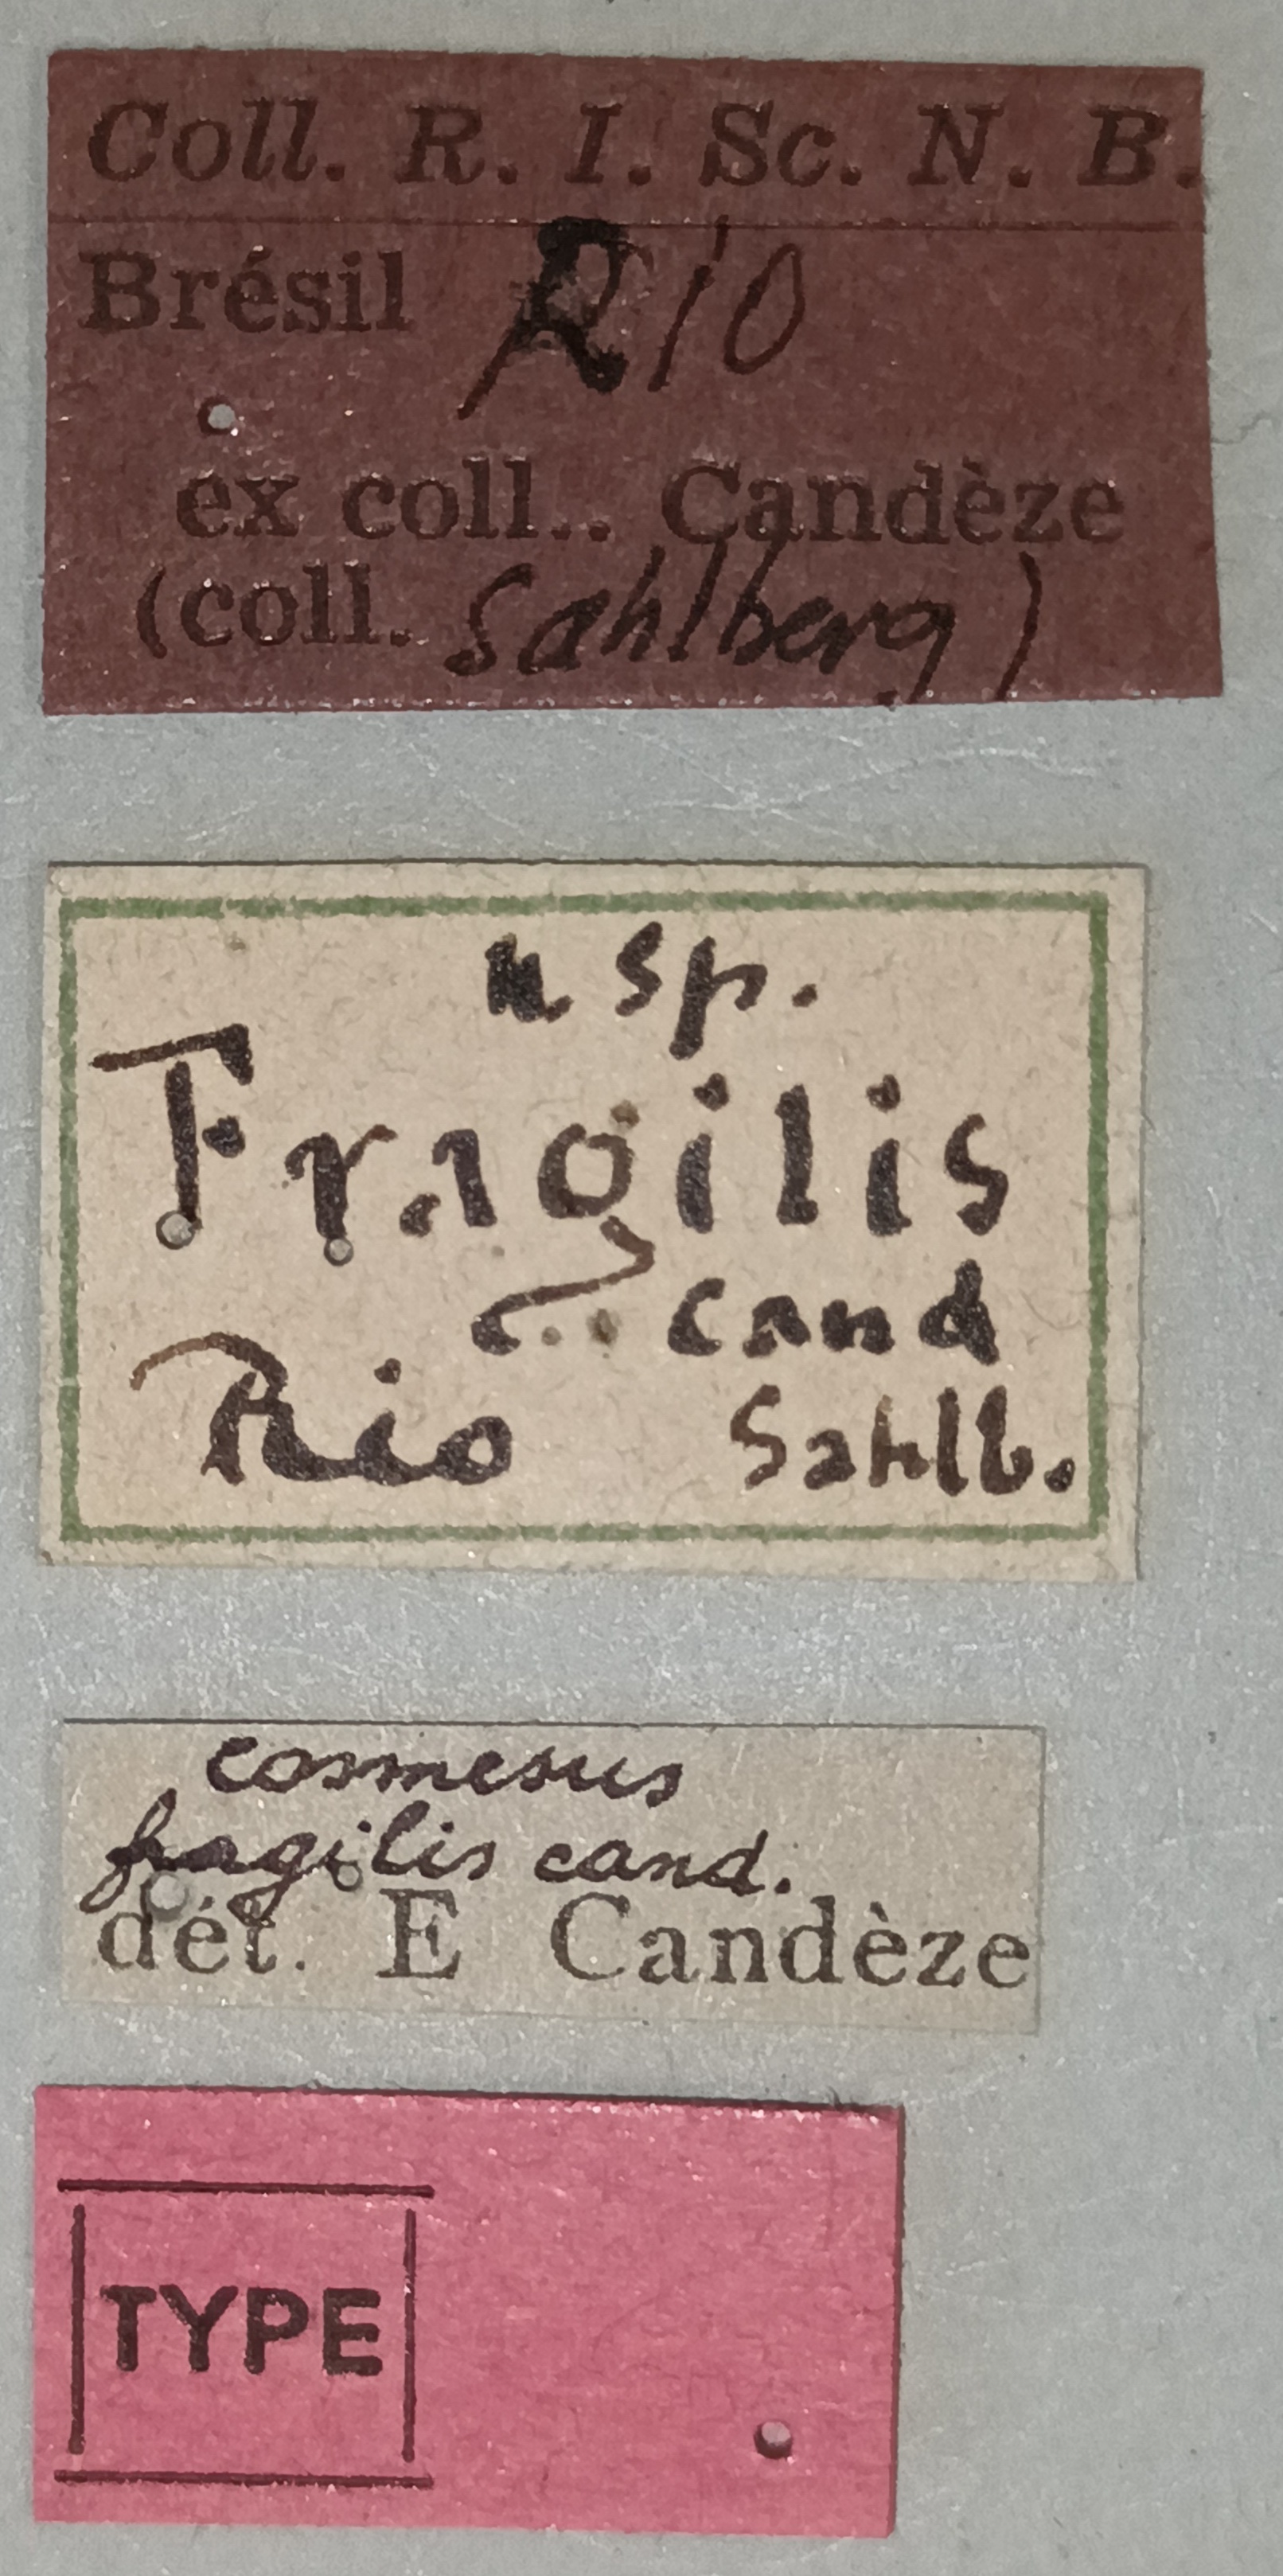 Coll. R. I. Sc. N. B.
Brésil Rio
ex coll.. Candèze
(coll. Sahlberg)
n sp.
Fragilis
Cand
Rio Sahlb.
cosmesus
fragilis cand.
dét. E Candèze
TYPE